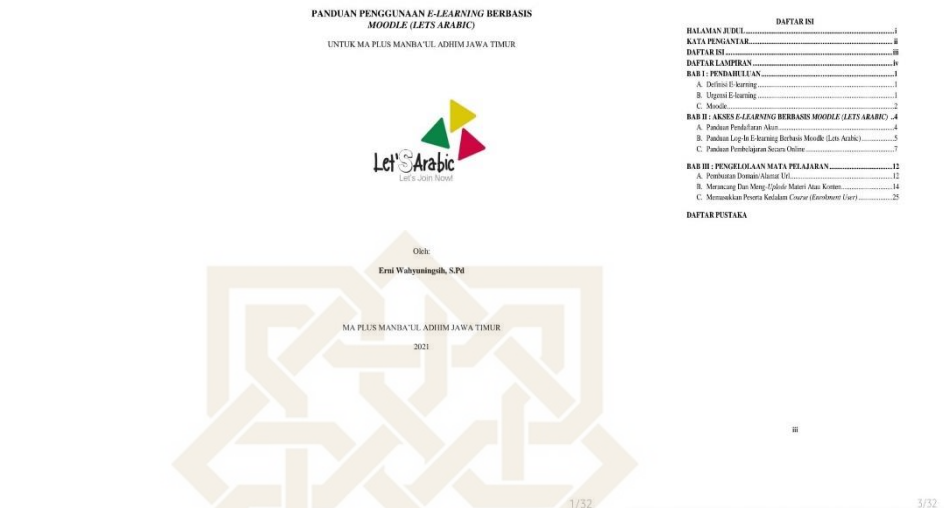 PANDUAN PENGGUNAAN E-LEARNING BERBASIS
MOODLE (LETS ARABIC)
UNTUK MA PLUS MANBA'UL ADHIM JAWA TIMUR
Let'S Arabic
Let's Join Now!
Oleh:
Erni Wahyuningsih, S.Pd
MA PLUS MANBA'UL ADHIM JAWA TIMUR
2021
1/32
DAFTAR ISI
HALAMAN JUDUL....................................................................i
KATA PENGANTAR.................................................................. ii
DAFTAR ISI........................................................................... iii
DAFTAR LAMPIRAN................................................................iv
BAB I : PENDAHULUAN............................................................1
A. Definisi E-learning................................................................1
B. Urgensi E-learning................................................................1
C. Moodle...............................................................................2
BAB II : AKSES E-LEARNING BERBASIS MOODLE (LETS ARABIC) ..4
A. Panduan Pendaftaran Akun....................................................4
B. Panduan Log-In E-learning Berbasis Moodle (Lets Arabic)................5
C. Panduan Pembelajaran Secara Online........................................7
BAB III : PENGELOLAAN MATA PELAJARAN...............................12
A. Pembuatan Domain/Alamat Url................................................12
B. Merancang Dan Meng-Uplode Materi Atau Konten........................14
C. Memasukkan Peserta Kedalam Course (Enrolment User)................25
DAFTAR PUSTAKA
iii
3/32